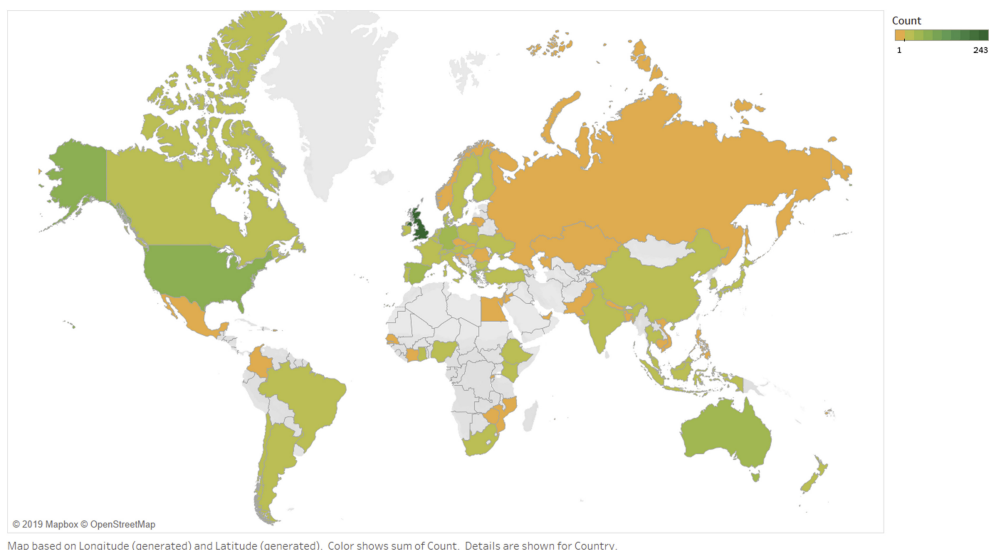 Count
1
243
© 2019 Mapbox © OpenStreetMap
Map based on Longitude (generated) and Latitude (generated). Color shows sum of Count. Details are shown for Country.